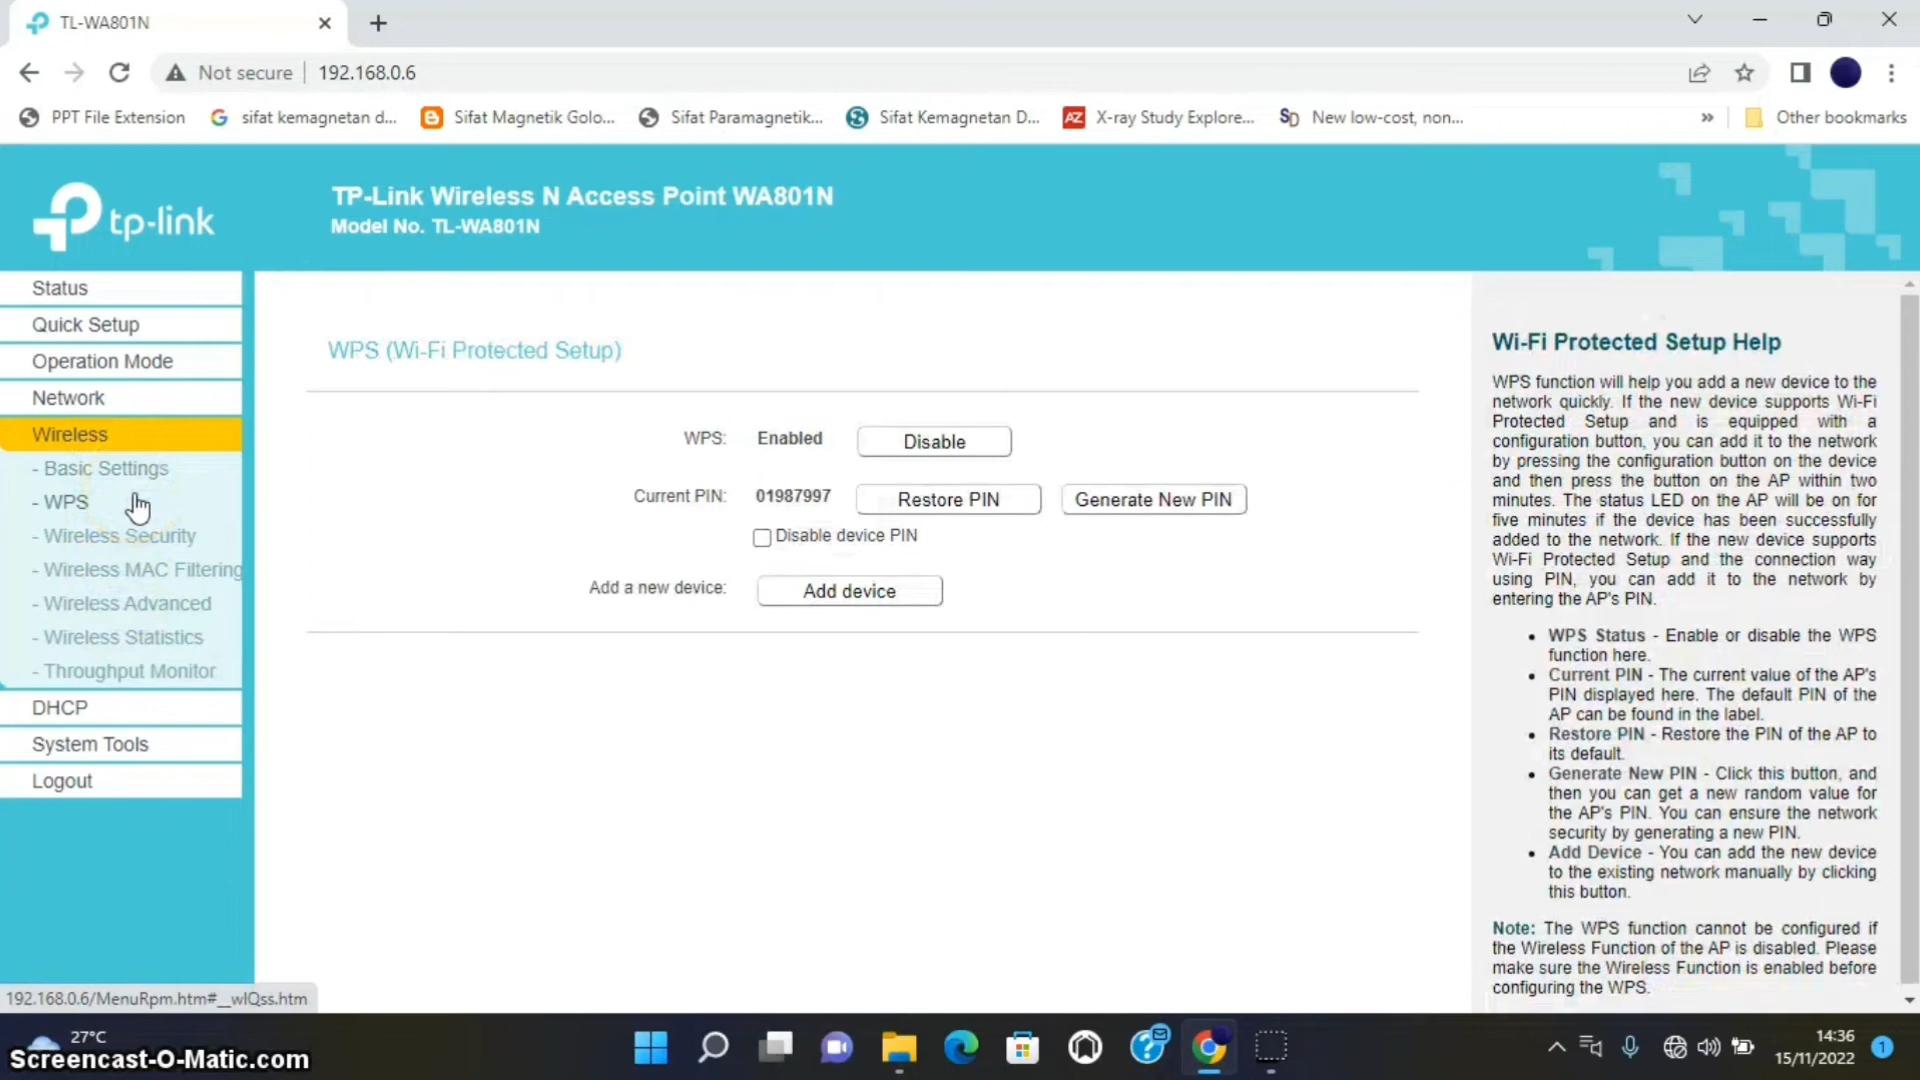 TL-WA801N
Not secure 192.168.0.6
PPT File Extension sifat kemagnetan d... Sifat Magnetik Golo... Sifat Paramagnetik... Sifat Kemagnetan D... AZ X-ray Study Explore... SD New low-cost, non... » Other bookmarks
tp-link
TP-Link Wireless N Access Point WA801N
Model No. TL-WA801N
Status
Quick Setup
Operation Mode
Network
Wireless
- Basic Settings
- WPS
- Wireless Security
- Wireless MAC Filtering
- Wireless Advanced
- Wireless Statistics
- Throughput Monitor
DHCP
System Tools
Logout
WPS (Wi-Fi Protected Setup)
WPS: Enabled Disable
Current PIN: 01987997 Restore PIN Generate New PIN
Disable device PIN
Add a new device: Add device
Wi-Fi Protected Setup Help
WPS function will help you add a new device to the
network quickly. If the new device supports Wi-Fi
Protected Setup and is equipped with a
configuration button, you can add it to the network
by pressing the configuration button on the device
and then press the button on the AP within two
minutes. The status LED on the AP will be on for
five minutes if the device has been successfully
added to the network. If the new device supports
Wi-Fi Protected Setup and the connection way
using PIN, you can add it to the network by
entering the AP's PIN.
• WPS Status - Enable or disable the WPS
function here.
• Current PIN - The current value of the AP's
PIN displayed here. The default PIN of the
AP can be found in the label.
• Restore PIN - Restore the PIN of the AP to
its default.
• Generate New PIN - Click this button, and
then you can get a new random value for
the AP's PIN. You can ensure the network
security by generating a new PIN.
• Add Device - You can add the new device
to the existing network manually by clicking
this button.
Note: The WPS function cannot be configured if
the Wireless Function of the AP is disabled. Please
make sure the Wireless Function is enabled before
configuring the WPS.
192.168.0.6/MenuRpm.htm#__wlQss.htm
27°C
Screencast-O-Matic.com
14:36
15/11/2022
1